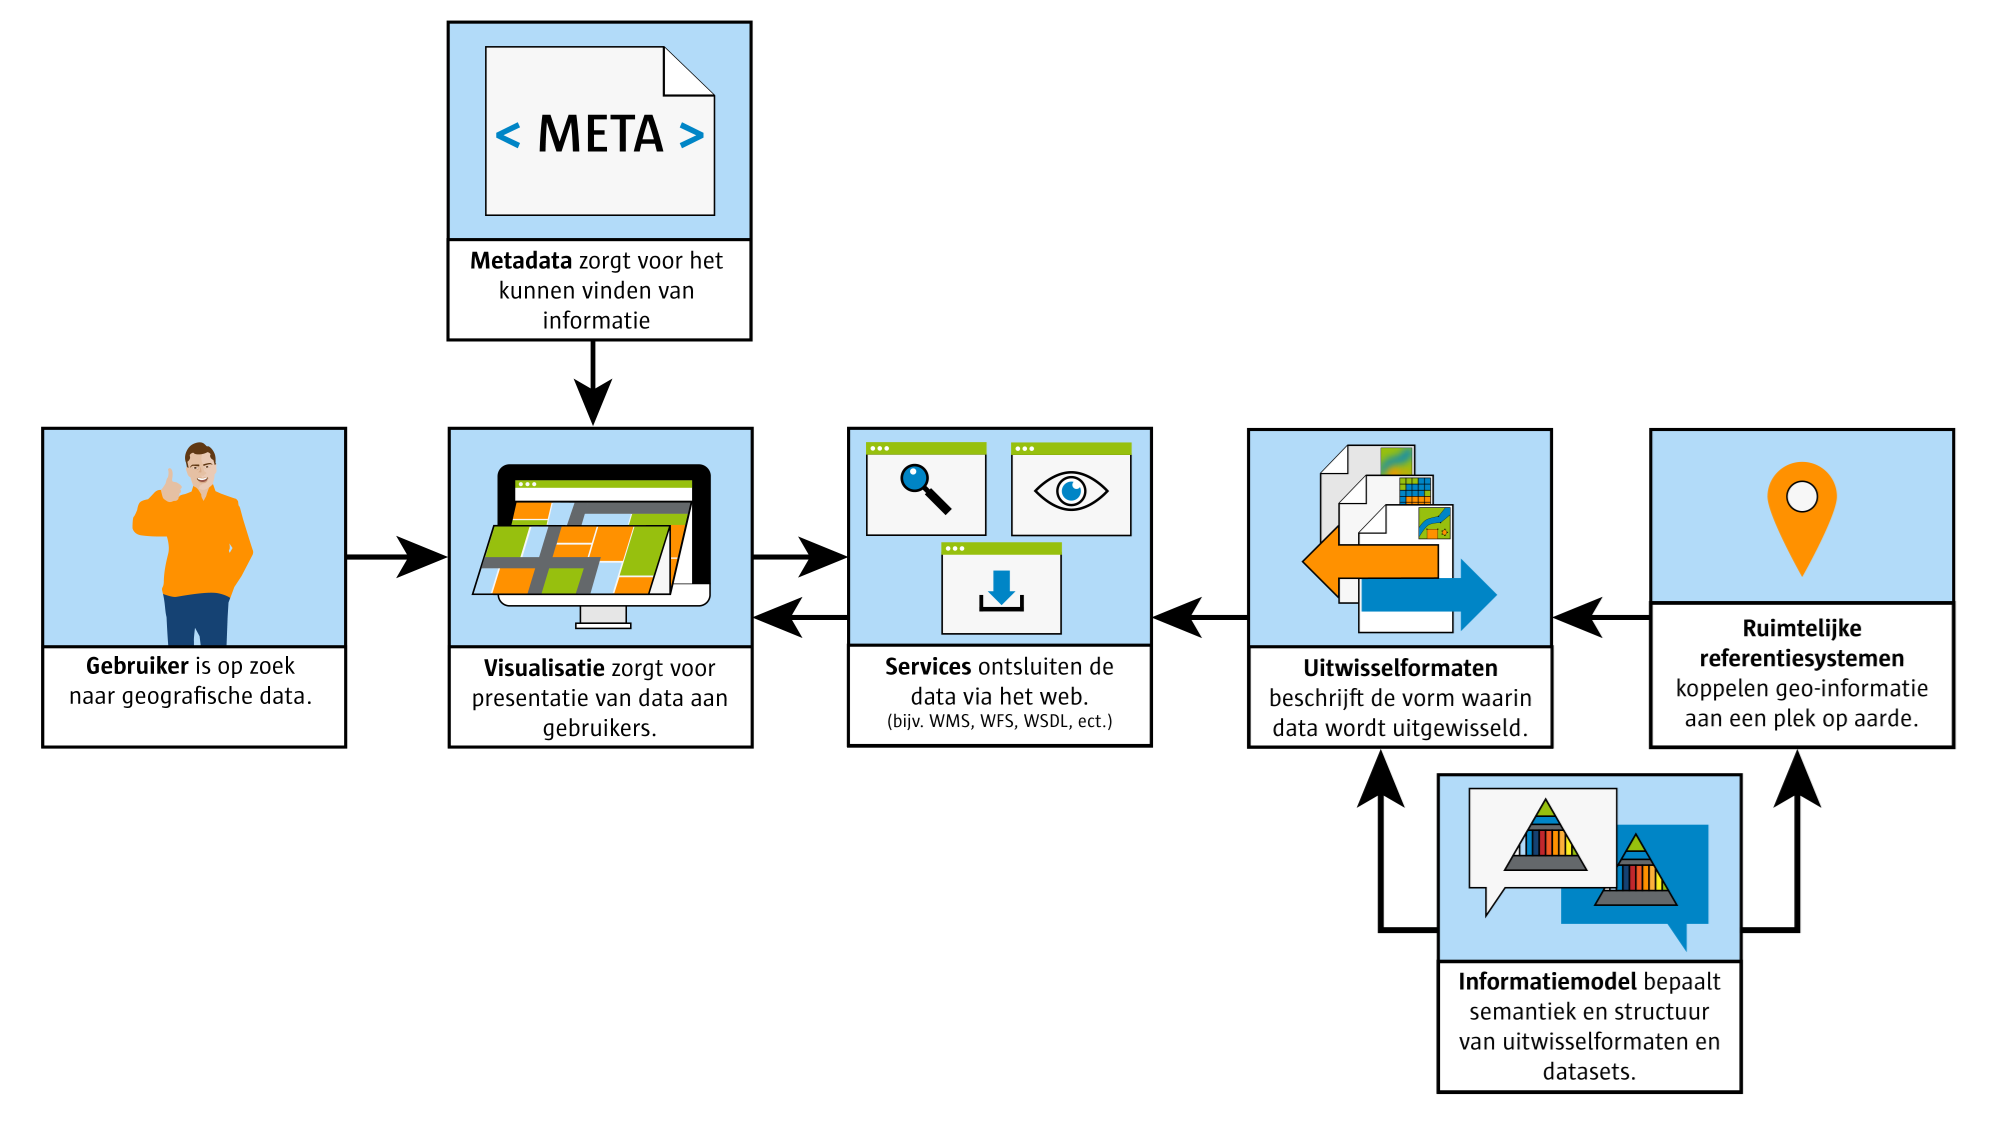 < META >
Metadata zorgt voor het
kunnen vinden van
informatie
Gebruiker is op zoek
naar geografische data.
Visualisatie zorgt voor
presentatie van data aan
gebruikers.
Services ontsluiten de
data via het web.
(bijv. WMS, WFS, WSDL, ect.)
Uitwisselformaten
beschrijft de vorm waarin
data wordt uitgewisseld.
Ruimtelijke
referentiesystemen
koppelen geo-informatie
aan een plek op aarde.
Informatiemodel bepaalt
semantiek en structuur
van uitwisselformaten en
datasets.